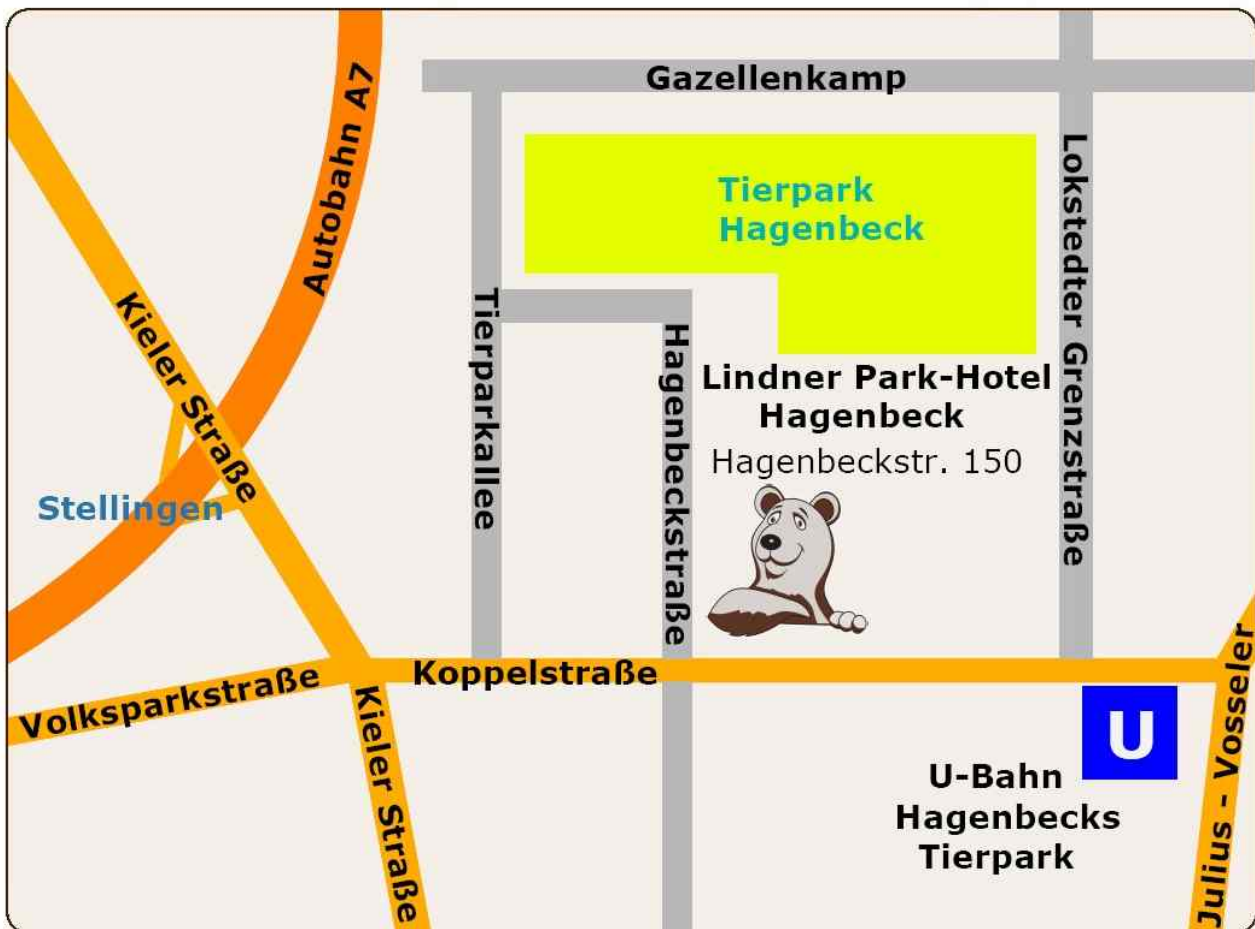 Gazellenkamp
Autobahn A7
Tierpark
Hagenbeck
Lokstedter Grenzstraße
Kieler Straße
Tierparkallee
Hagenbeckstraße
Lindner Park-Hotel
Hagenbeck
Hagenbeckstr. 150
Stellingen
Koppelstraße
Volksparkstraße
Kieler Straße
U
U-Bahn
Hagenbecks
Tierpark
Julius - Vosseler